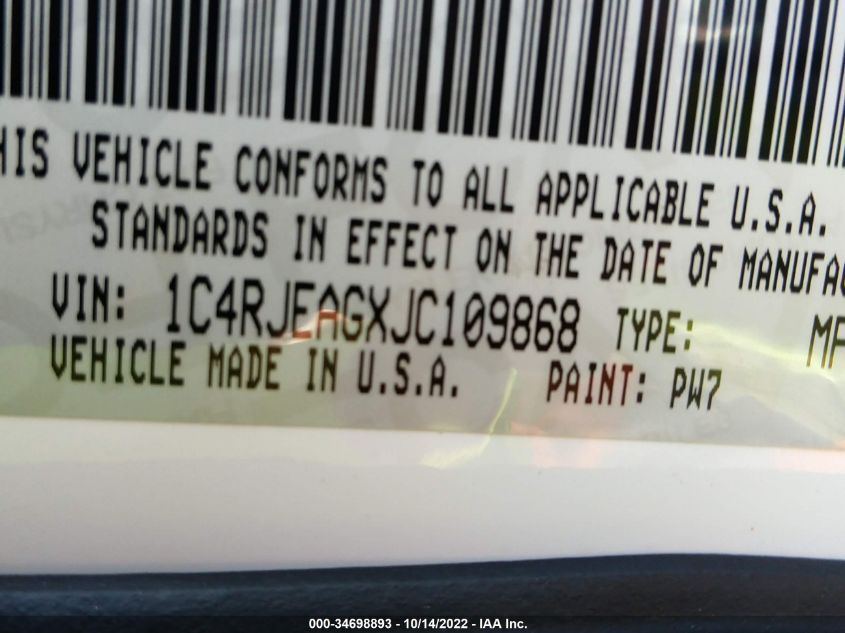 HIS VEHICLE CONFORMS TO ALL APPLICABLE U.S.A.
STANDARDS IN EFFECT ON THE DATE OF MANUFA
VIN: 1C4RJEAGXJC109868 TYPE: MP
VEHICLE MADE IN U.S.A. PAINT: PW7
000-34698893 - 10/14/2022 - IAA Inc.